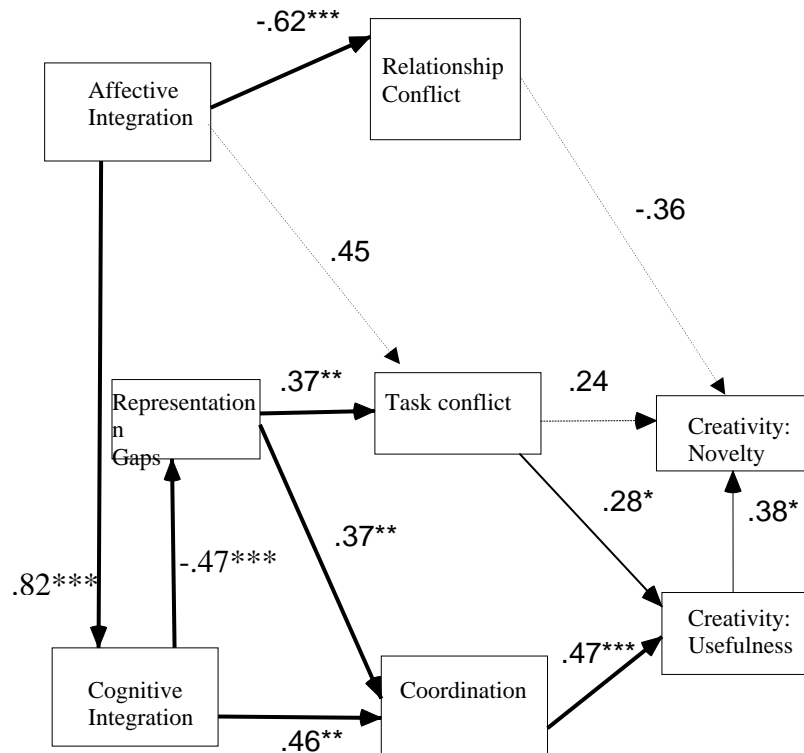 -.62***
Affective
Integration
Relationship
Conflict
-.36
.45
.37**
Representation
n
Gaps
Task conflict
.24
Creativity:
Novelty
.28*
.38*
.37**
-.47***
.82***
Creativity:
Usefulness
.47***
Cognitive
Integration
Coordination
.46**